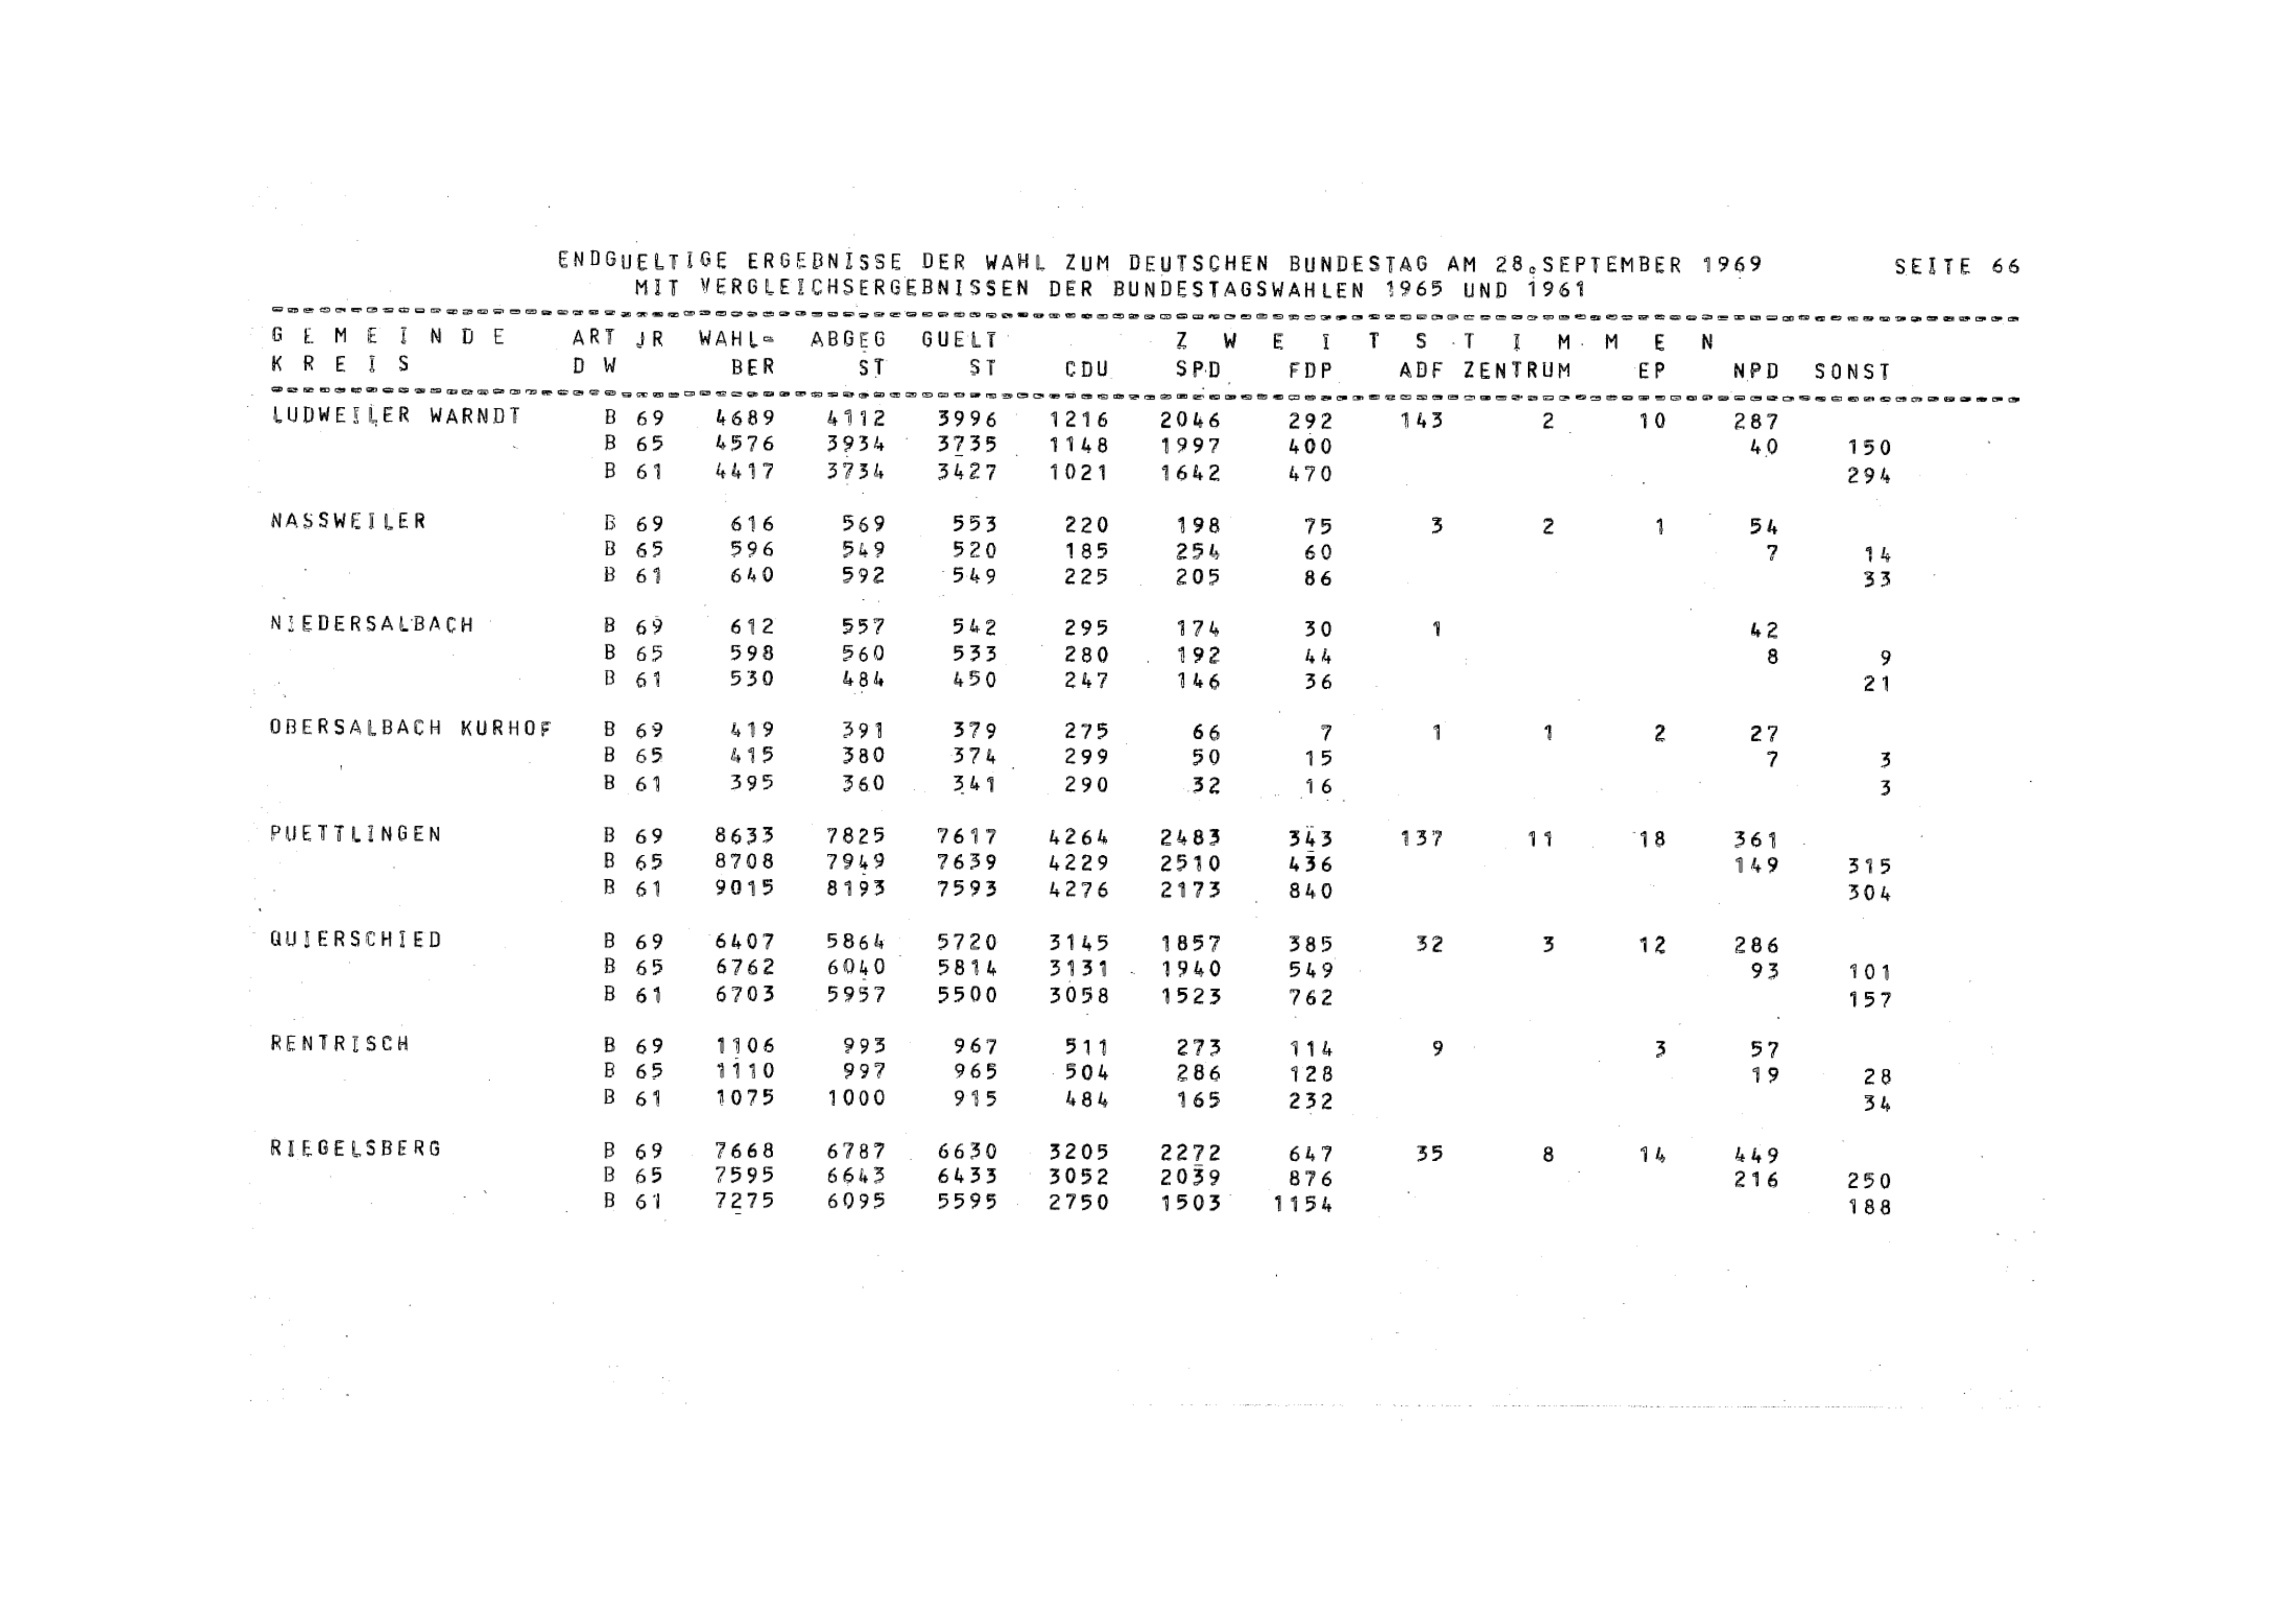 ENDGUELTIGE ERGEBNISSE DER WAHL ZUM DEUTSCHEN BUNDESTAG AM 28.SEPTEMBER 1969 SEITE 66
MIT VERGLEICHSERGEBNISSEN DER BUNDESTAGSWAHLEN 1965 UND 1961
G E M E I N D E ART JR WAHL- ABGEG GUELT Z W E I T S T I M M E N
K R E I S D W BER ST ST CDU SPD FDP ADF ZENTRUM EP NPD SONST
LUDWEILER WARNDT B 69 4689 4112 3996 1216 2046 292 143 2 10 287
B 65 4576 3934 3735 1148 1997 400 40 150
B 61 4417 3734 3427 1021 1642 470 294
NASSWEILER B 69 616 569 553 220 198 75 3 2 1 54
B 65 596 549 520 185 254 60 7 14
B 61 640 592 549 225 205 86 33
NIEDERSALBACH B 69 612 557 542 295 174 30 1 42
B 65 598 560 533 280 192 44 8 9
B 61 530 484 450 247 146 36 21
OBERSALBACH KURHOF B 69 419 391 379 275 66 7 1 1 2 27
B 65 415 380 374 299 50 15 7 3
B 61 395 360 341 290 32 16 3
PUETTLINGEN B 69 8633 7825 7617 4264 2483 343 137 11 18 361
B 65 8708 7949 7639 4229 2510 436 149 315
B 61 9015 8193 7593 4276 2173 840 304
QUIERSCHIED B 69 6407 5864 5720 3145 1857 385 32 3 12 286
B 65 6762 6040 5814 3131 1940 549 93 101
B 61 6703 5957 5500 3058 1523 762 157
RENTRISCH B 69 1106 993 967 511 273 114 9 3 57
B 65 1110 997 965 504 286 128 19 28
B 61 1075 1000 915 484 165 232 34
RIEGELSBERG B 69 7668 6787 6630 3205 2272 647 35 8 14 449
B 65 7595 6643 6433 3052 2039 876 216 250
B 61 7275 6095 5595 2750 1503 1154 188